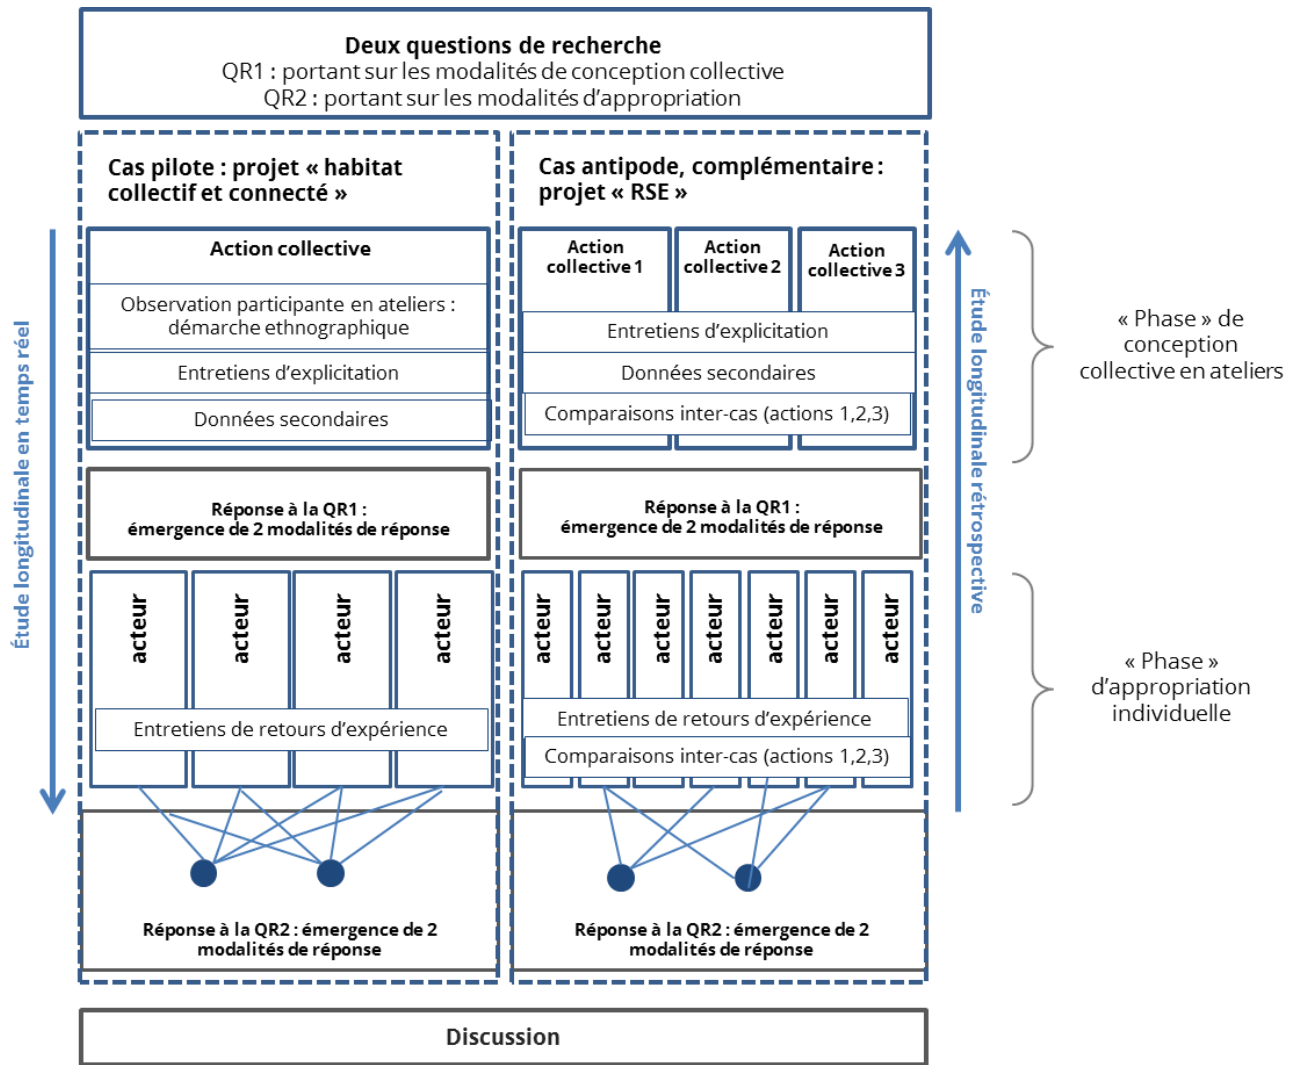 Deux questions de recherche
QR1 : portant sur les modalités de conception collective
QR2 : portant sur les modalités d’appropriation
Cas pilote : projet « habitat
collectif et connecté »
Action collective
Observation participante en ateliers :
démarche ethnographique
Entretiens d’explicitation
Données secondaires
Réponse à la QR1 :
émergence de 2 modalités de réponse
acteur
acteur
acteur
acteur
Entretiens de retours d’expérience
Réponse à la QR2 : émergence de 2
modalités de réponse
Étude longitudinale en temps réel
Cas antipode, complémentaire :
projet « RSE »
Action
collective 1
Action
collective 2
Action
collective 3
Entretiens d’explicitation
Données secondaires
Comparaisons inter-cas (actions 1,2,3)
Réponse à la QR1 :
émergence de 2 modalités de réponse
acteur
acteur
acteur
acteur
acteur
acteur
acteur
Entretiens de retours d’expérience
Comparaisons inter-cas (actions 1,2,3)
Réponse à la QR2 : émergence de 2
modalités de réponse
Étude longitudinale rétrospective
« Phase » de
conception
collective en ateliers
« Phase »
d’appropriation
individuelle
Discussion